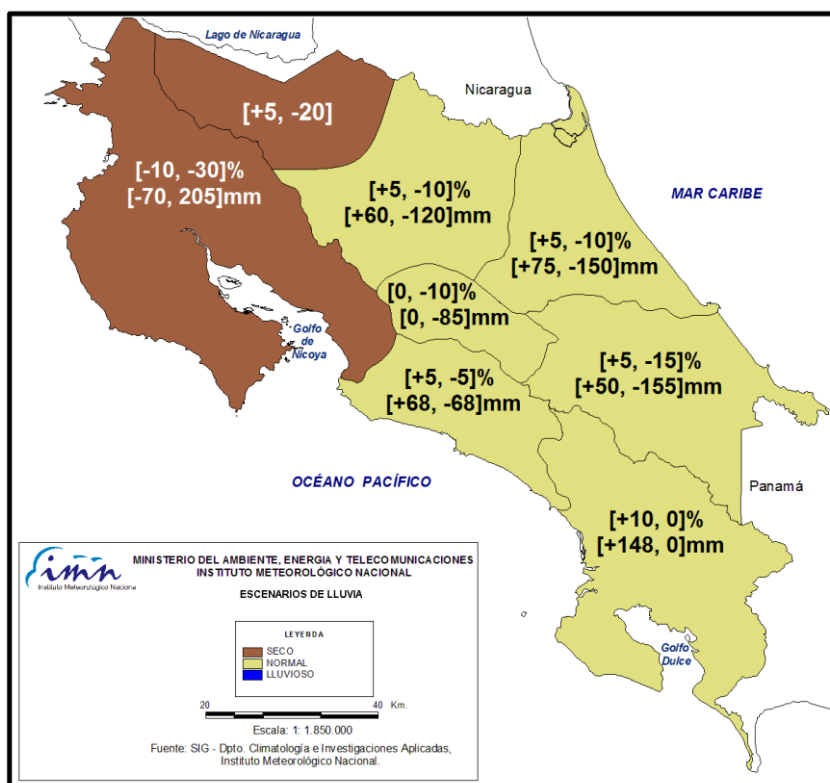 Lago de Nicaragua
Nicaragua
[+5, -20]
[-10, -30]%
[-70, 205]mm
[+5, -10]%
[+60, -120]mm
MAR CARIBE
[+5, -10]%
[+75, -150]mm
[0, -10]%
[0, -85]mm
Golfo
de
Nicoya
[+5, -5]%
[+68, -68]mm
[+5, -15]%
[+50, -155]mm
OCÉANO PACÍFICO
Panamá
[+10, 0]%
[+148, 0]mm
Golfo
Dulce
imn
Instituto Meteorológico Naciona
MINISTERIO DEL AMBIENTE, ENERGIA Y TELECOMUNICACIONES
INSTITUTO METEOROLÓGICO NACIONAL
ESCENARIOS DE LLUVIA
LEYENDA
SECO
NORMAL
LLUVIOSO
20 40 Km.
Escala: 1: 1.850.000
Fuente: SIG - Dpto. Climatología e Investigaciones Aplicadas,
Instituto Meteorológico Nacional.